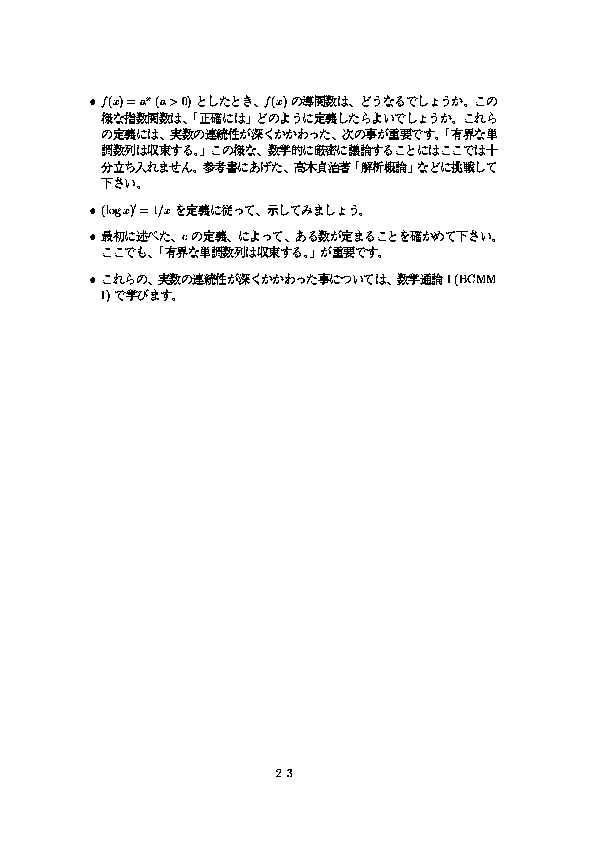 • f(x) = aˣ (a > 0) としたとき、f(x) の導関数は、どうなるでしょうか。この
様な指数関数は、「正確には」どのように定義したらよいでしょうか。これら
の定義には、実数の連続性が深くかかわった、次の事が重要です。「有界な単
調数列は収束する。」この様な、数学的に厳密に議論することにはここでは十
分立ち入れません。参考書にあげた、高木貞治著「解析概論」などに挑戦して
下さい。
• (log x)′ = 1/x を定義に従って、示してみましょう。
• 最初に述べた、e の定義、によって、ある数が定まることを確かめて下さい。
ここでも、「有界な単調数列は収束する。」が重要です。
• これらの、実数の連続性が深くかかわった事については、数学通論 I (BCMM
I) で学びます。
2 3